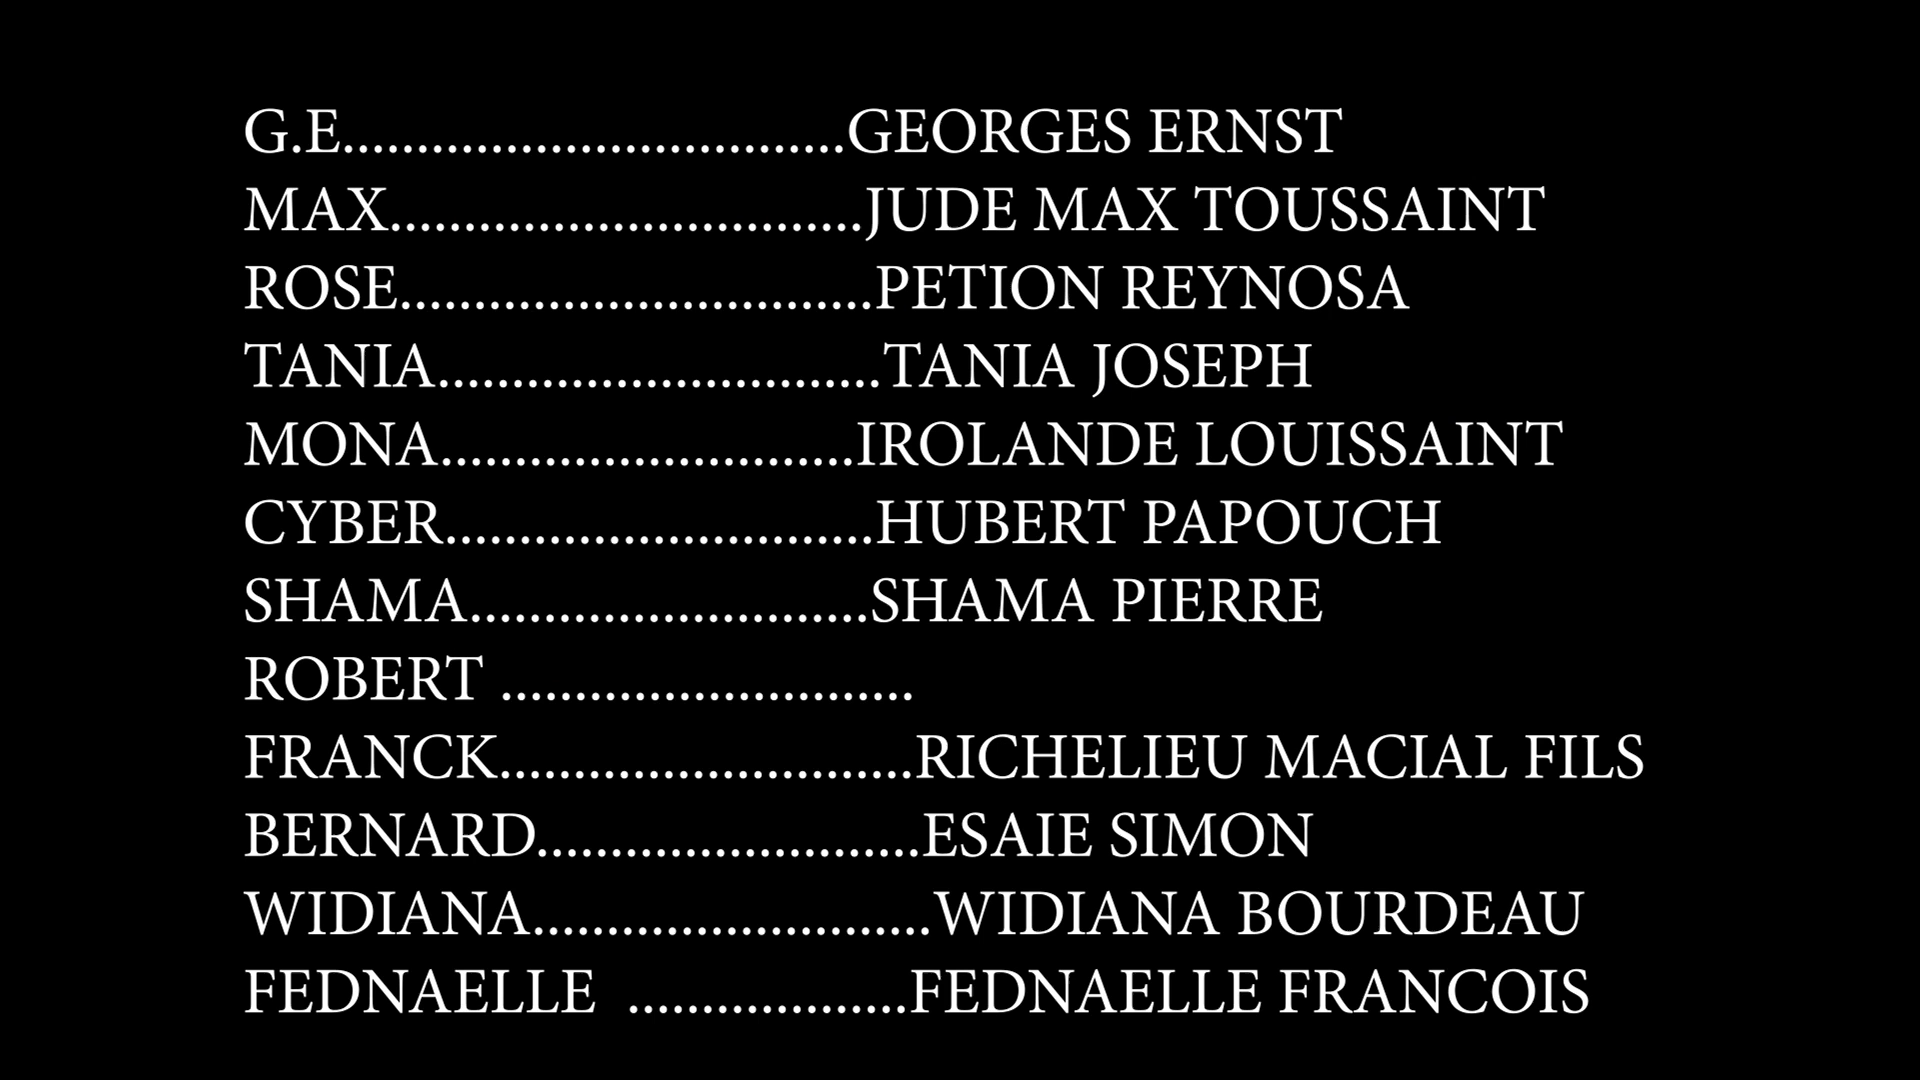 G.E..................................GEORGES ERNST
MAX................................JUDE MAX TOUSSAINT
ROSE................................PETION REYNOSA
TANIA..............................TANIA JOSEPH
MONA............................IROLANDE LOUISSAINT
CYBER.............................HUBERT PAPOUCH
SHAMA...........................SHAMA PIERRE
ROBERT ............................
FRANCK............................RICHELIEU MACIAL FILS
BERNARD..........................ESAIE SIMON
WIDIANA...........................WIDIANA BOURDEAU
FEDNAELLE  ...................FEDNAELLE FRANCOIS